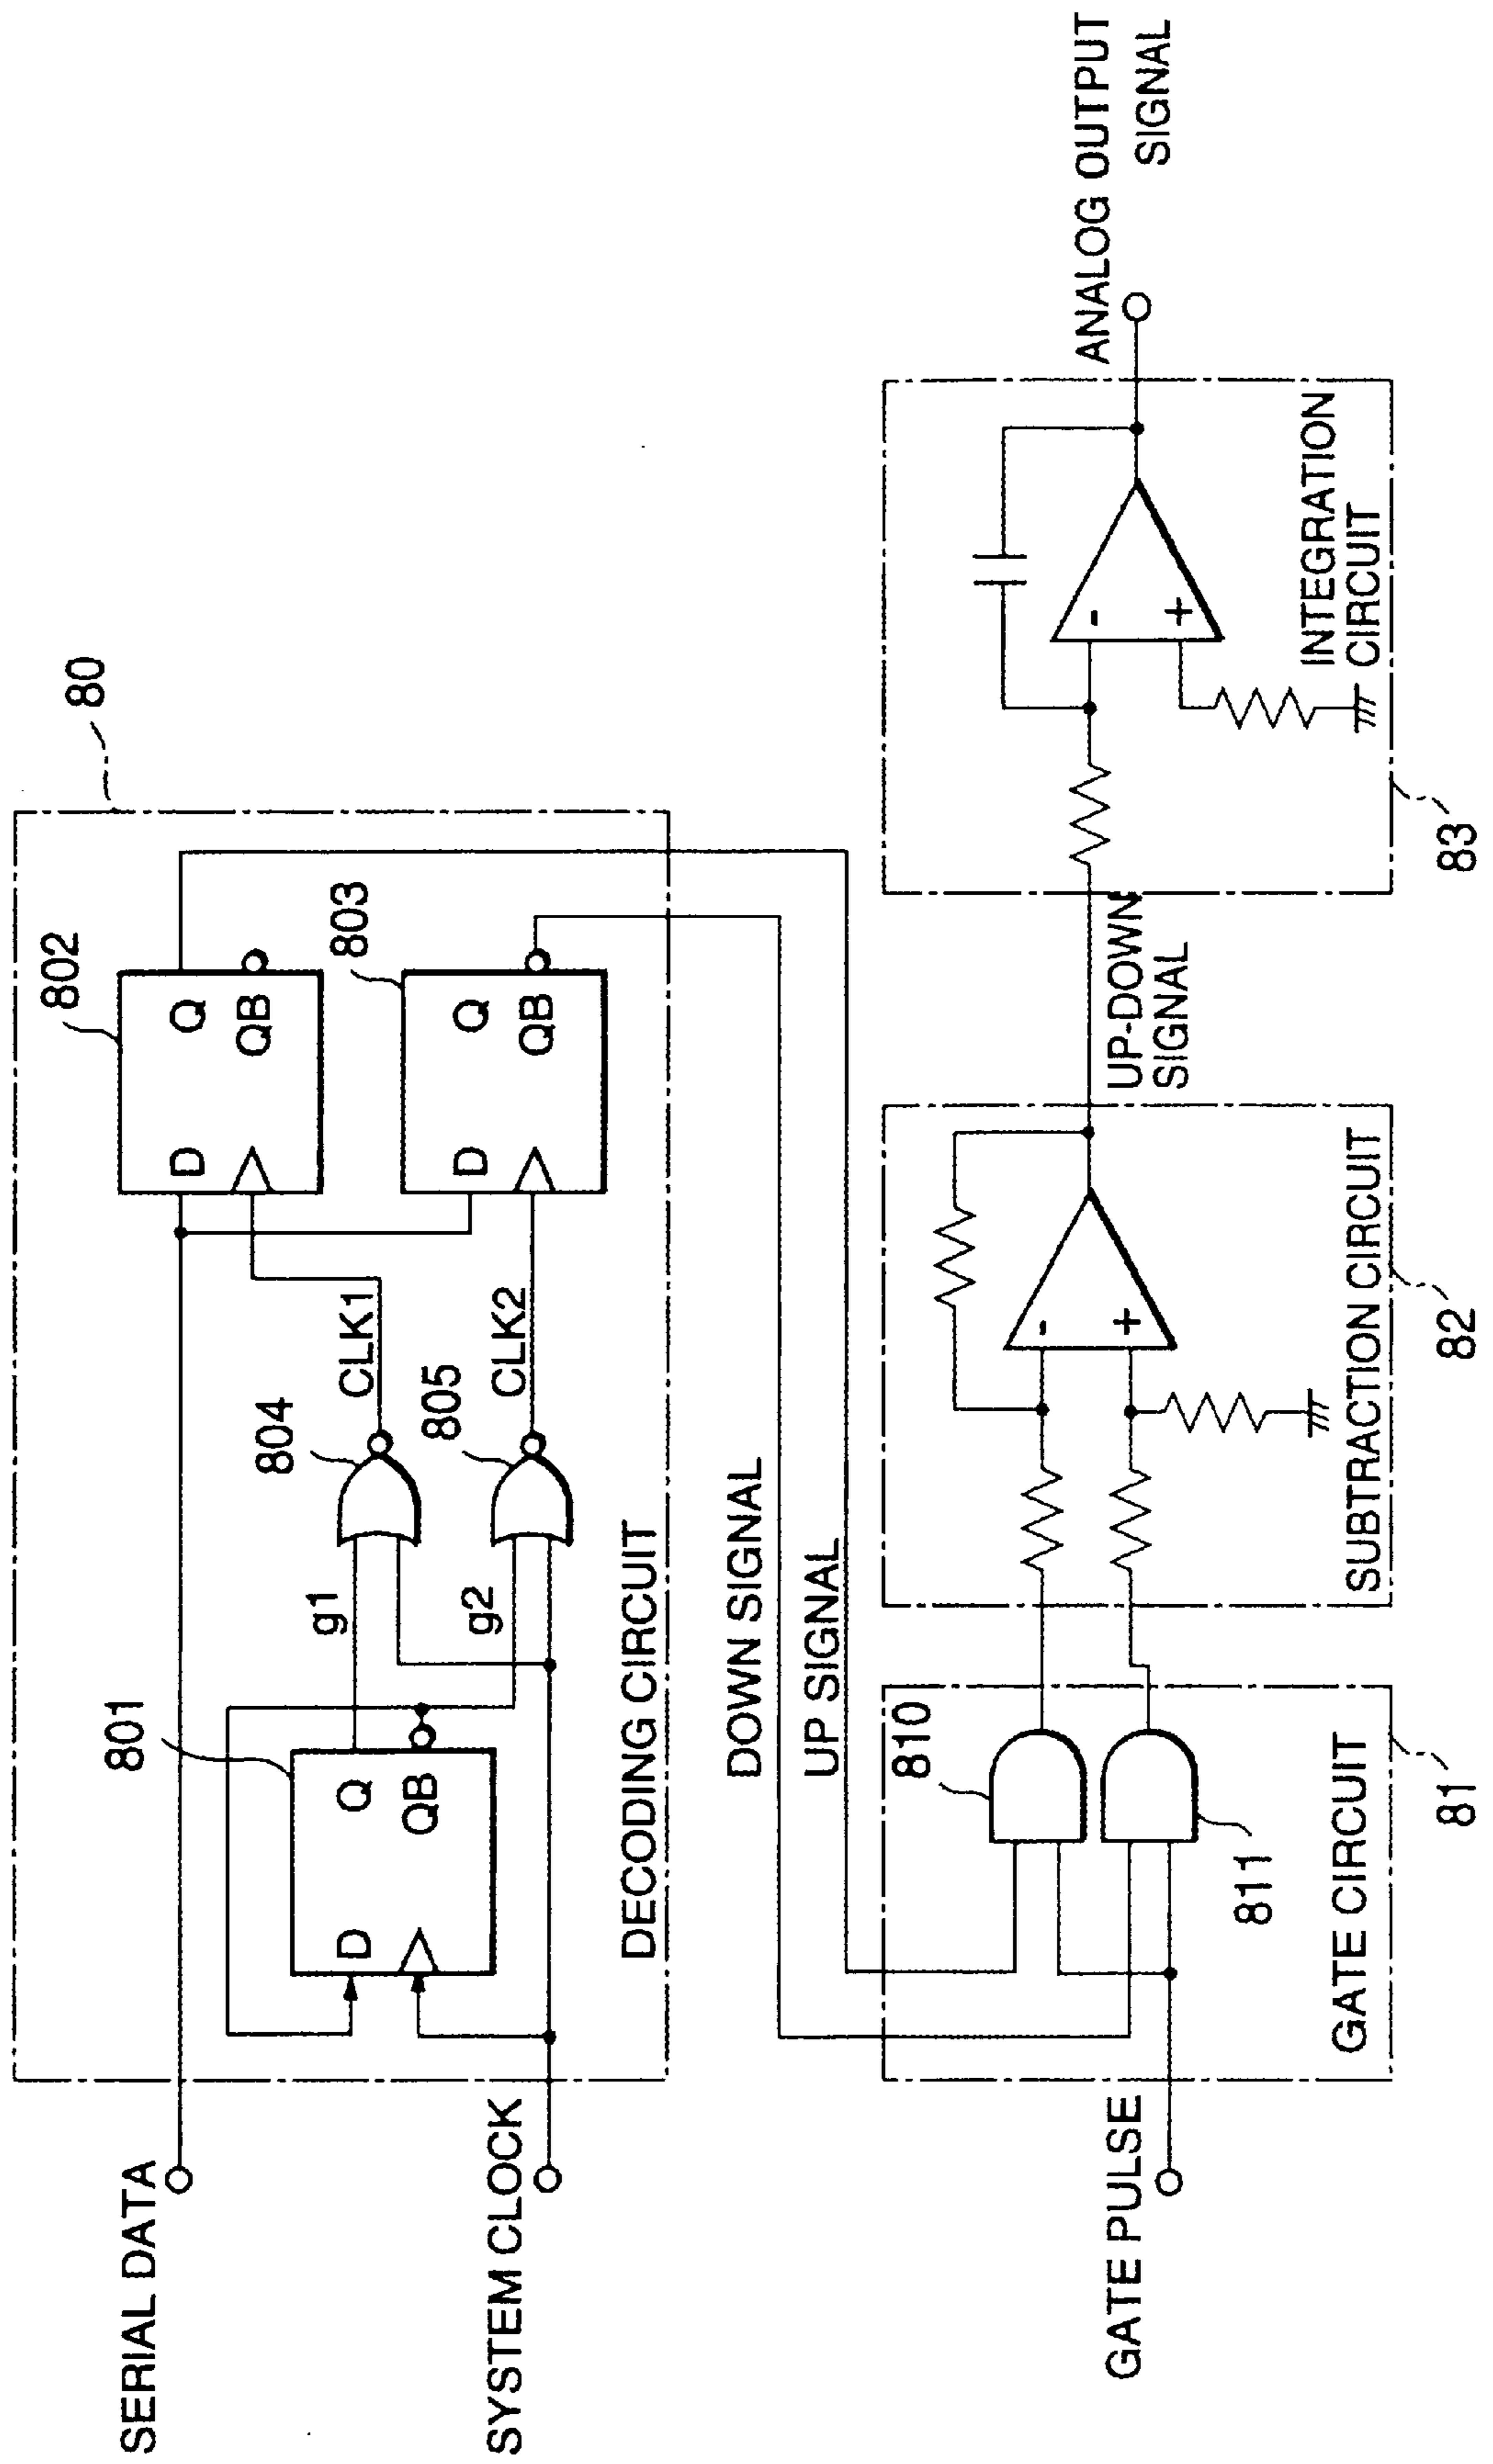 SERIAL DATA
SYSTEM CLOCK
80
801
D
Q
QB
g1
g2
804
805
CLK1
CLK2
802
D
Q
QB
803
D
Q
QB
DECODING CIRCUIT
DOWN SIGNAL
UP SIGNAL
GATE PULSE
810
811
GATE CIRCUIT
81
-
+
SUBTRACTION CIRCUIT
82
UP-DOWN
SIGNAL
-
+
INTEGRATION
CIRCUIT
83
ANALOG OUTPUT
SIGNAL